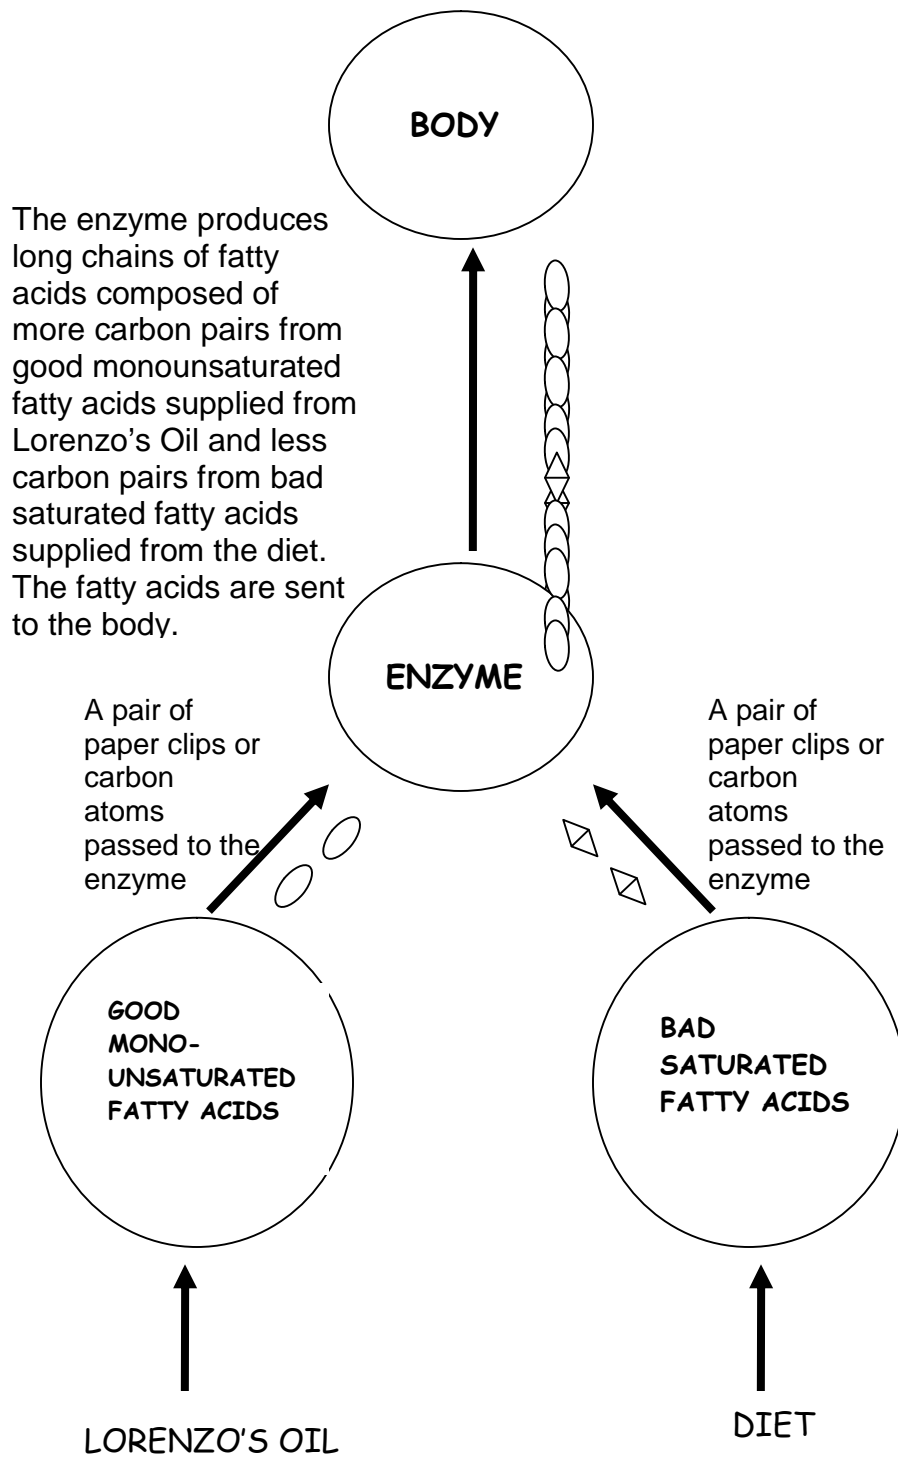 BODY
The enzyme produces
long chains of fatty
acids composed of
more carbon pairs from
good monounsaturated
fatty acids supplied from
Lorenzo's Oil and less
carbon pairs from bad
saturated fatty acids
supplied from the diet.
The fatty acids are sent
to the body.
ENZYME
A pair of
paper clips or
carbon
atoms
passed to the
enzyme
A pair of
paper clips or
carbon
atoms
passed to the
enzyme
GOOD
MONO-
UNSATURATED
FATTY ACIDS
BAD
SATURATED
FATTY ACIDS
LORENZO'S OIL
DIET